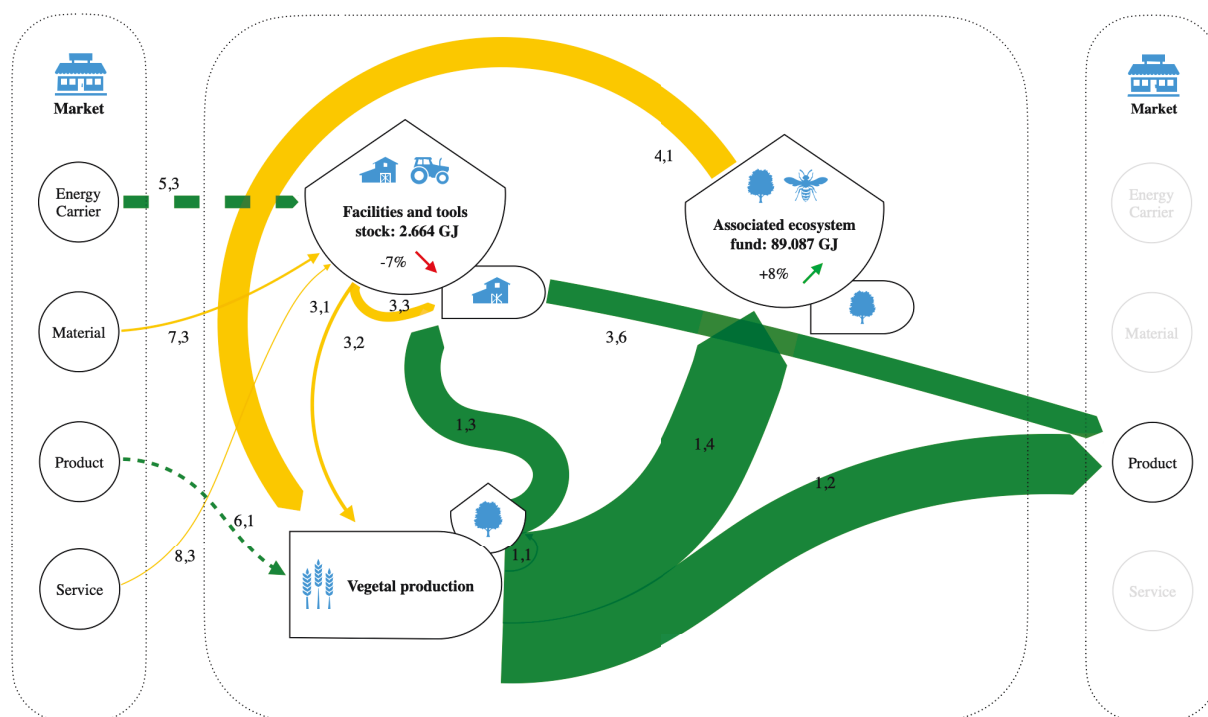 Market
Energy
Carrier
Material
Product
Service
5,3
7,3
6,1
8,3
Facilities and tools
stock: 2.664 GJ
-7%
3,1
3,3
3,2
4,1
Associated ecosystem
fund: 89.087 GJ
+8%
3,6
1,3
1,4
1,2
1,1
Vegetal production
Market
Energy
Carrier
Material
Product
Service